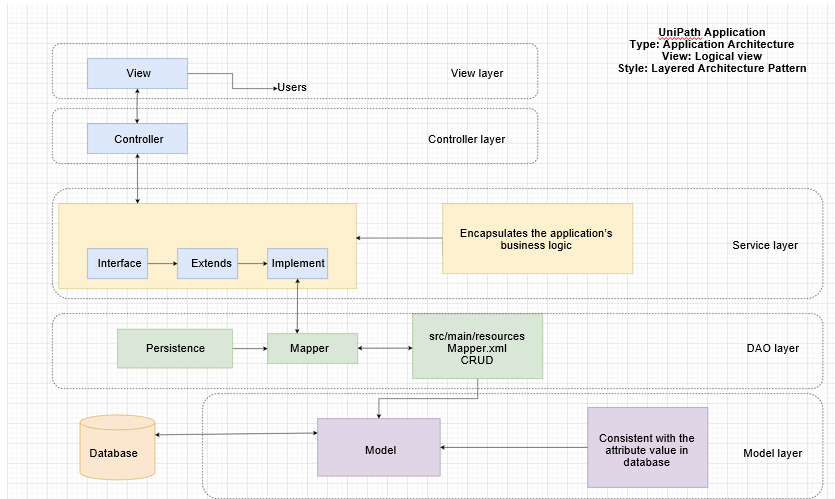 UniPath Application
Type: Application Architecture
View: Logical view
Style: Layered Architecture Pattern
View
View layer
Users
Controller
Controller layer
Encapsulates the application's
business logic
Service layer
Interface
Extends
Implement
src/main/resources
Mapper.xml
CRUD
Persistence
Mapper
DAO layer
Consistent with the
attribute value in
database
Database
Model
Model layer